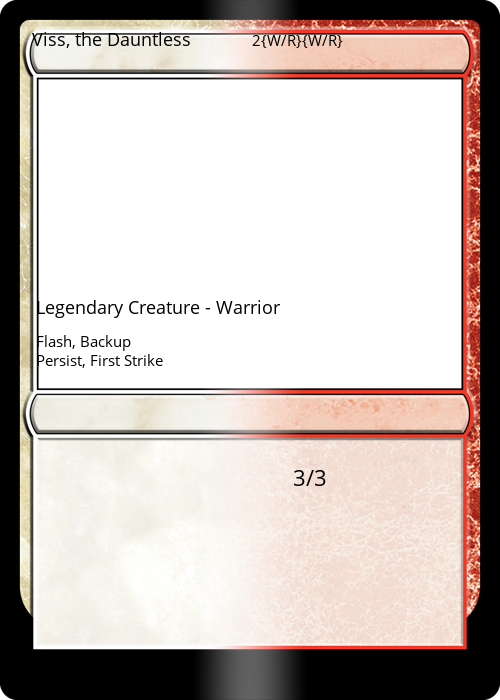 Viss, the Dauntless 2{W/R}{W/R}
Legendary Creature - Warrior
Flash, Backup
Persist, First Strike
3/3